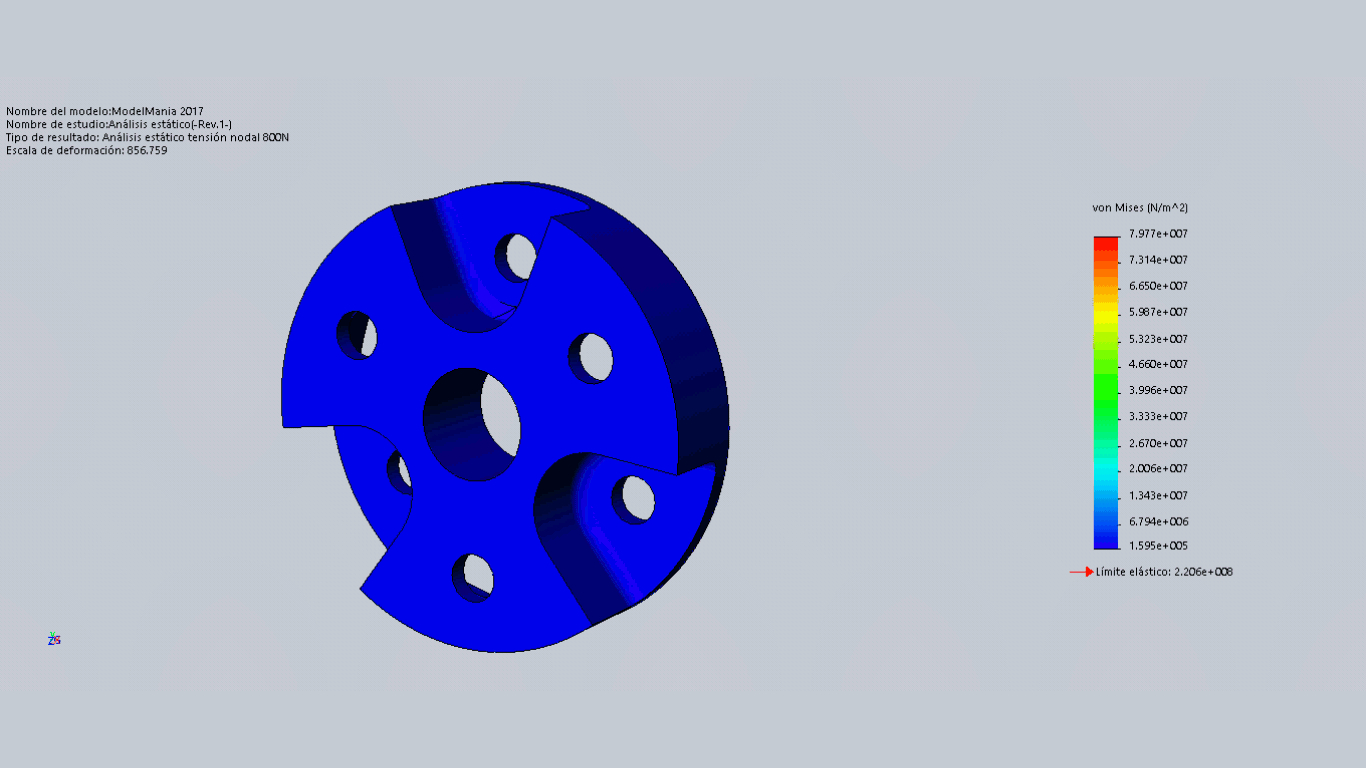 Nombre del modelo:ModelMania 2017
Nombre de estudio:Análisis estático(-Rev.1-)
Tipo de resultado: Análisis estático tensión nodal 800N
Escala de deformación: 856.759
von Mises (N/m^2)
7.977e+007
7.314e+007
6.650e+007
5.987e+007
5.323e+007
4.660e+007
3.996e+007
3.333e+007
2.670e+007
2.006e+007
1.343e+007
6.794e+006
1.595e+005
Límite elástico: 2.206e+008